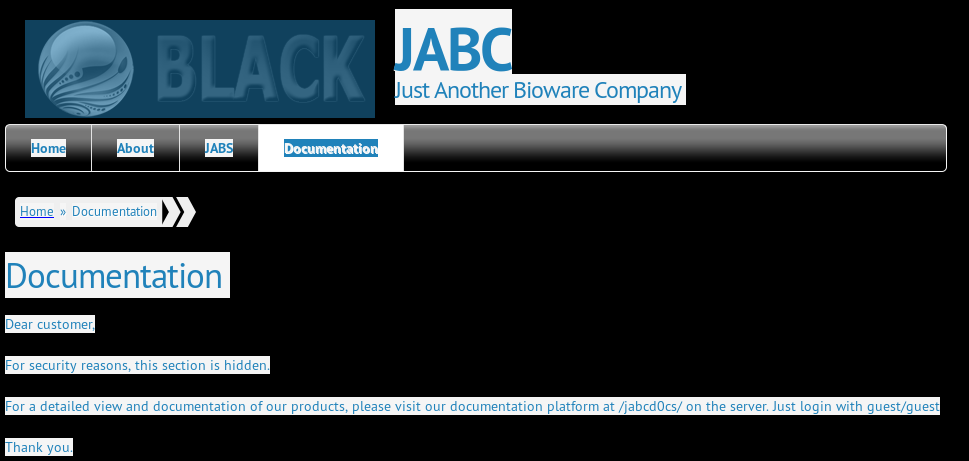 BLACK
JABC
Just Another Bioware Company
Home About JABS Documentation
Home » Documentation
Documentation
Dear customer,
For security reasons, this section is hidden.
For a detailed view and documentation of our products, please visit our documentation platform at /jabcd0cs/ on the server. Just login with guest/guest
Thank you.